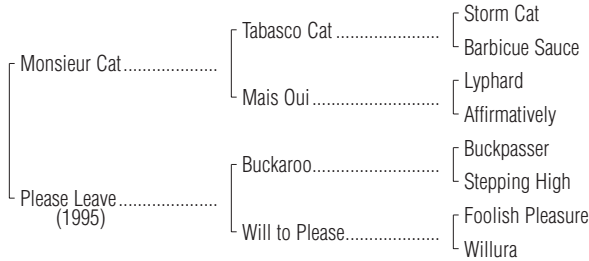 Storm Cat
Tabasco Cat ......................
Barbicue Sauce
Monsieur Cat....................
Lyphard
Mais Oui ...........................
Affirmatively
Buckpasser
Buckaroo...........................
Stepping High
Please Leave.....................
(1995)
Foolish Pleasure
Will to Please....................
Willura